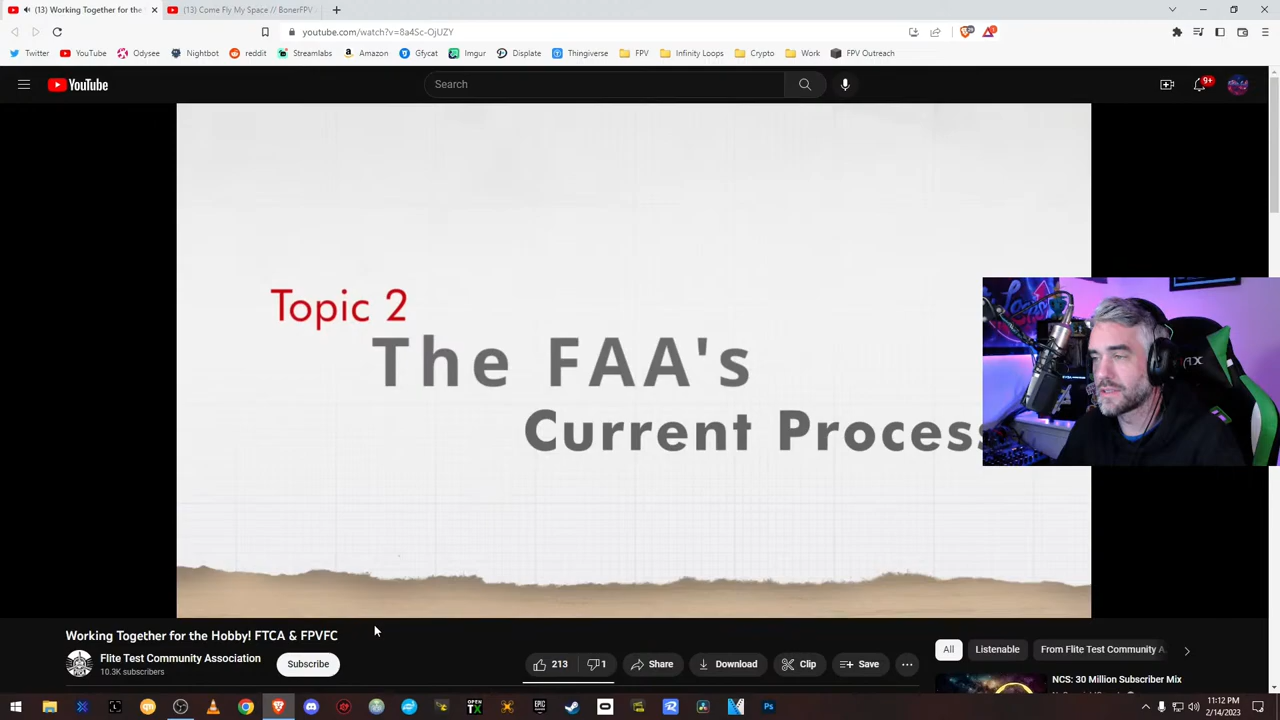 (13) Working Together for the
(13) Come Fly My Space // BonerFPV
youtube.com/watch?v=8a4Sc-OjUZY
Twitter
YouTube
Odysee
Nightbot
reddit
Streamlabs
Amazon
Gfycat
Imgur
Displate
Thingiverse
FPV
Infinity Loops
Crypto
Work
FPV Outreach
YouTube
Search
9+
Topic 2
The FAA's
Current Process
Working Together for the Hobby! FTCA & FPVFC
Flite Test Community Association
10.3K subscribers
Subscribe
213
1
Share
Download
Clip
Save
All
Listenable
From Flite Test Community A
NCS: 30 Million Subscriber Mix
11:12 PM
2/14/2023